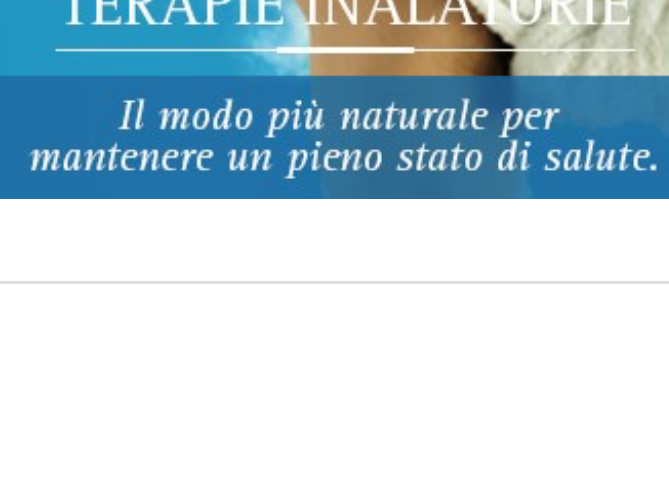 TERAPIE INALATORIE
Il modo più naturale per
mantenere un pieno stato di salute.